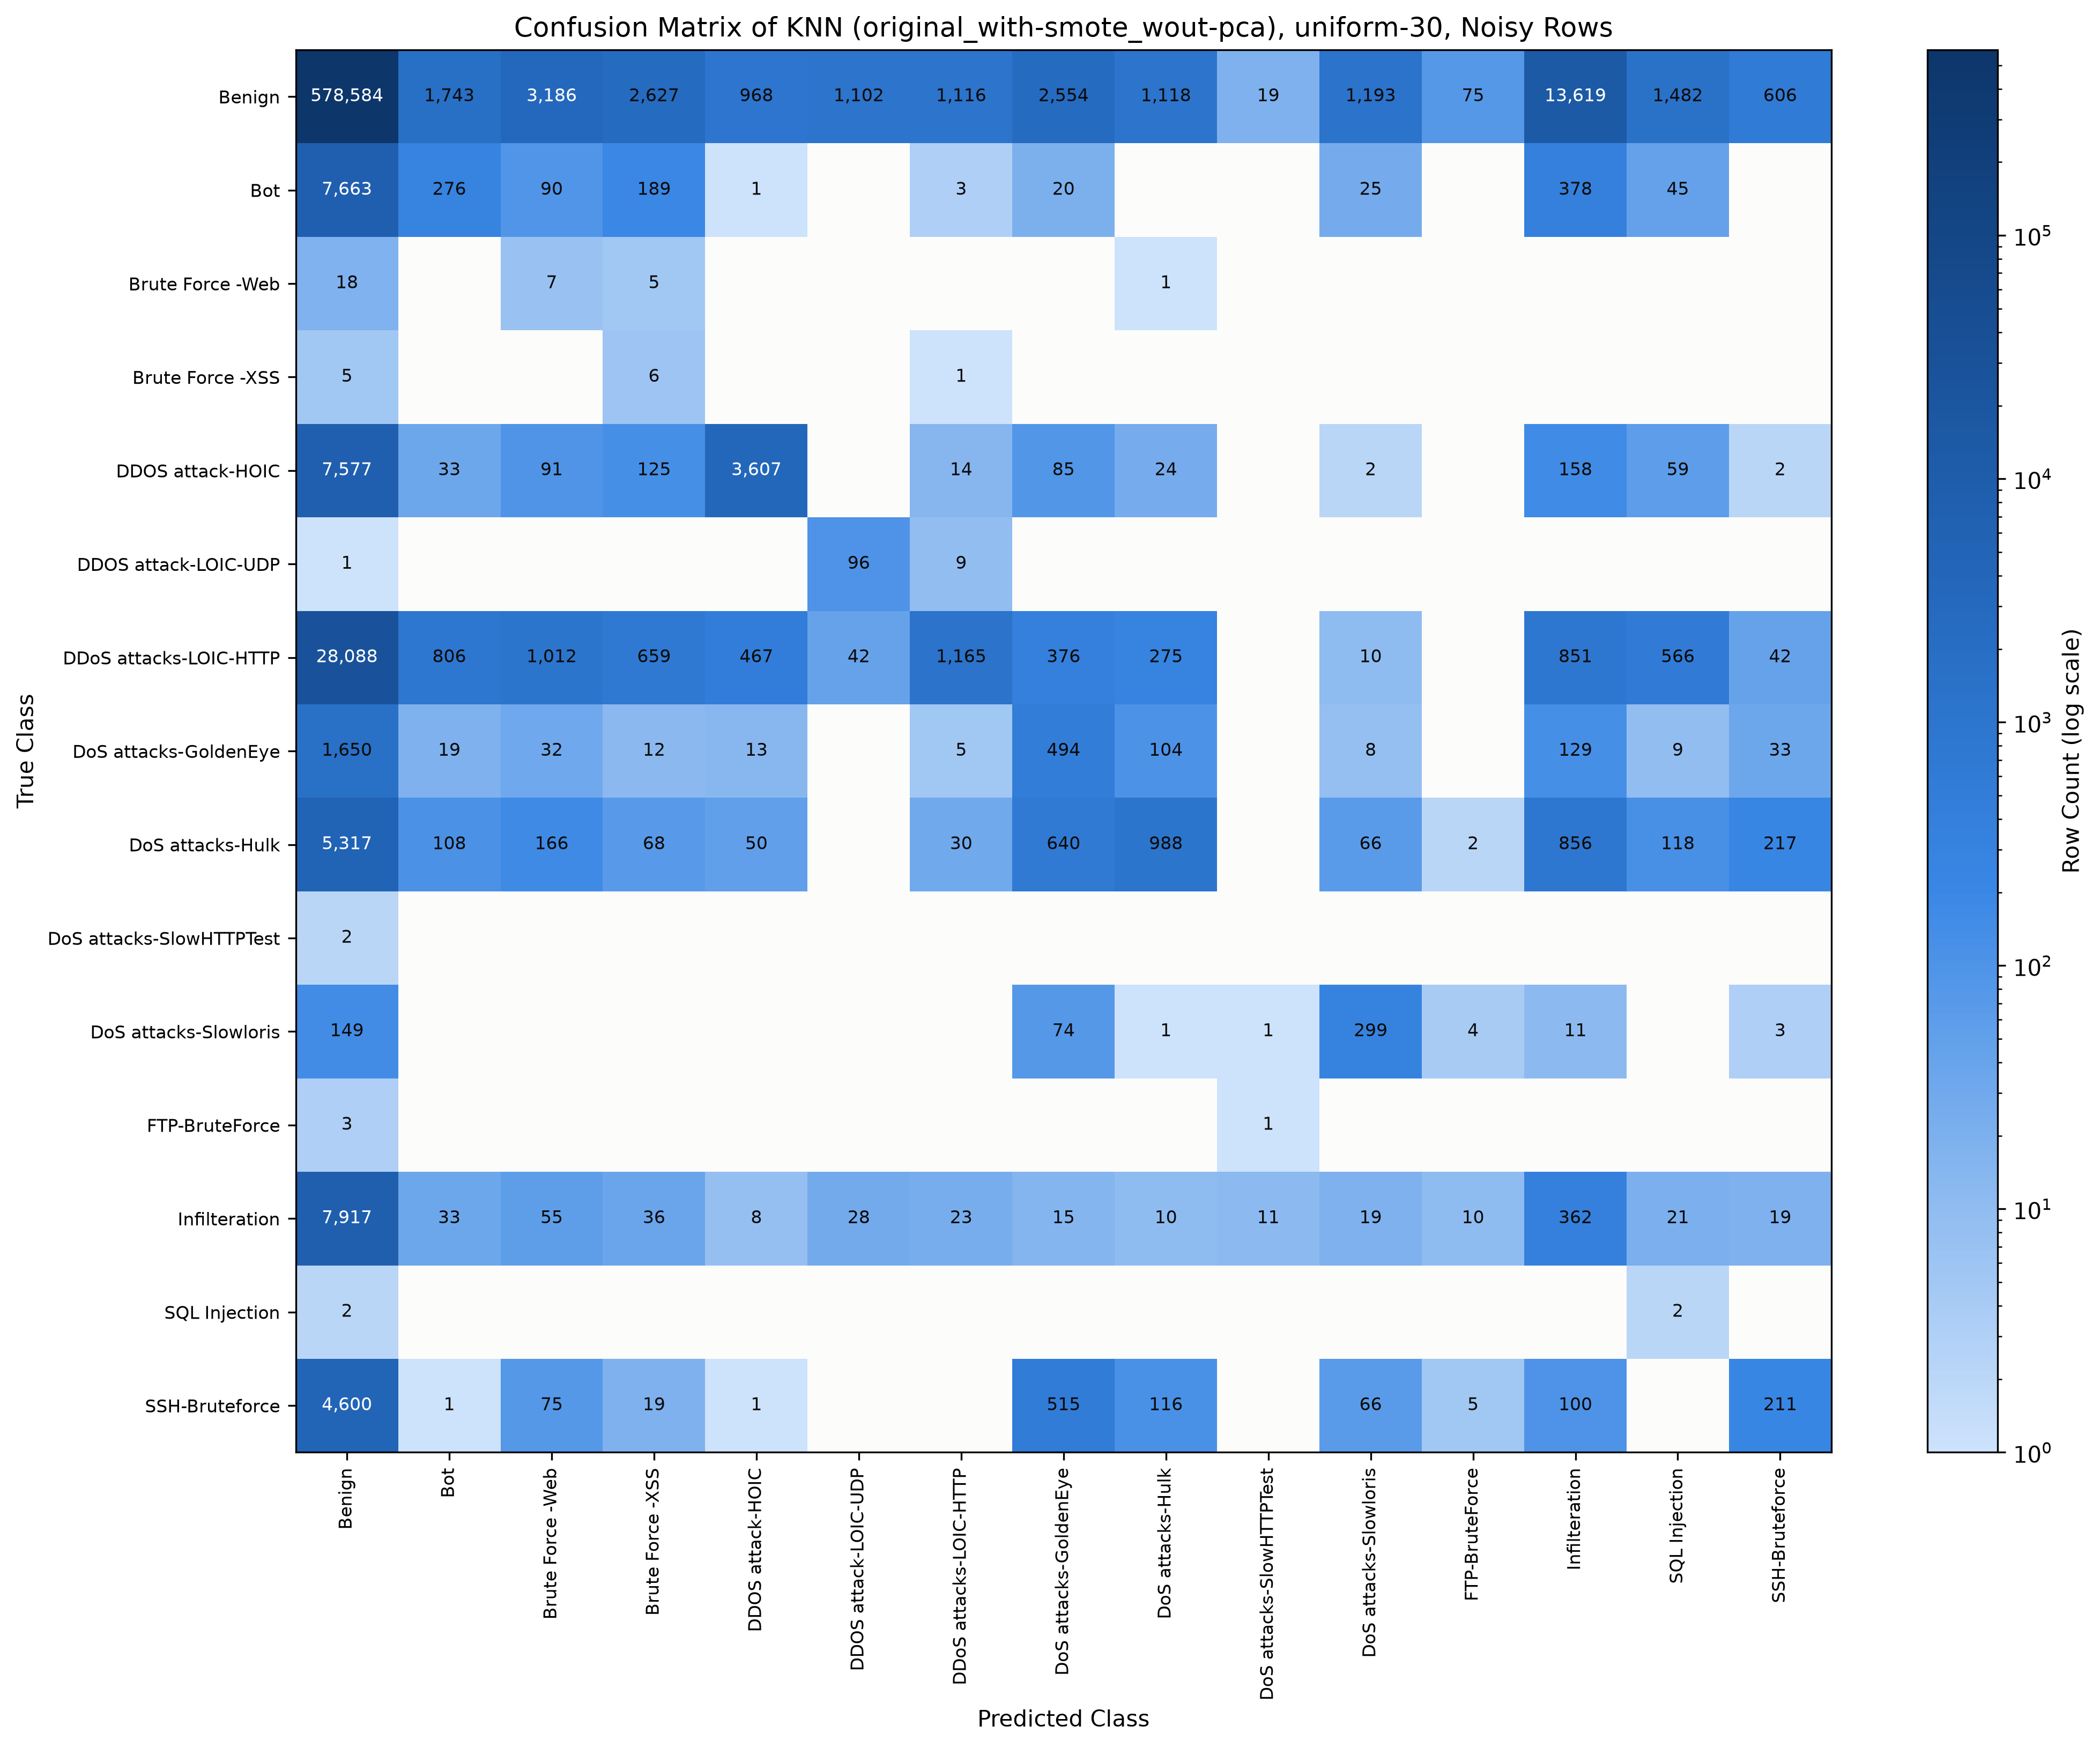 Confusion Matrix of KNN (original_with-smote_wout-pca), uniform-30, Noisy Rows
True Class
Benign 578,584 1,743 3,186 2,627 968 1,102 1,116 2,554 1,118 19 1,193 75 13,619 1,482 606
Bot 7,663 276 90 189 1 3 20 25 378 45
Brute Force -Web 18 7 5 1
Brute Force -XSS 5 6 1
DDOS attack-HOIC 7,577 33 91 125 3,607 14 85 24 2 158 59 2
DDOS attack-LOIC-UDP 1 96 9
DDoS attacks-LOIC-HTTP 28,088 806 1,012 659 467 42 1,165 376 275 10 851 566 42
DoS attacks-GoldenEye 1,650 19 32 12 13 5 494 104 8 129 9 33
DoS attacks-Hulk 5,317 108 166 68 50 30 640 988 66 2 856 118 217
DoS attacks-SlowHTTPTest 2
DoS attacks-Slowloris 149 74 1 1 299 4 11 3
FTP-BruteForce 3 1
Infilteration 7,917 33 55 36 8 28 23 15 10 11 19 10 362 21 19
SQL Injection 2 2
SSH-Bruteforce 4,600 1 75 19 1 515 116 66 5 100 211
Benign
Bot
Brute Force -Web
Brute Force -XSS
DDOS attack-HOIC
DDOS attack-LOIC-UDP
DDoS attacks-LOIC-HTTP
DoS attacks-GoldenEye
DoS attacks-Hulk
DoS attacks-SlowHTTPTest
DoS attacks-Slowloris
FTP-BruteForce
Infilteration
SQL Injection
SSH-Bruteforce
Predicted Class
10⁵
10⁴
10³
10²
10¹
10⁰
Row Count (log scale)